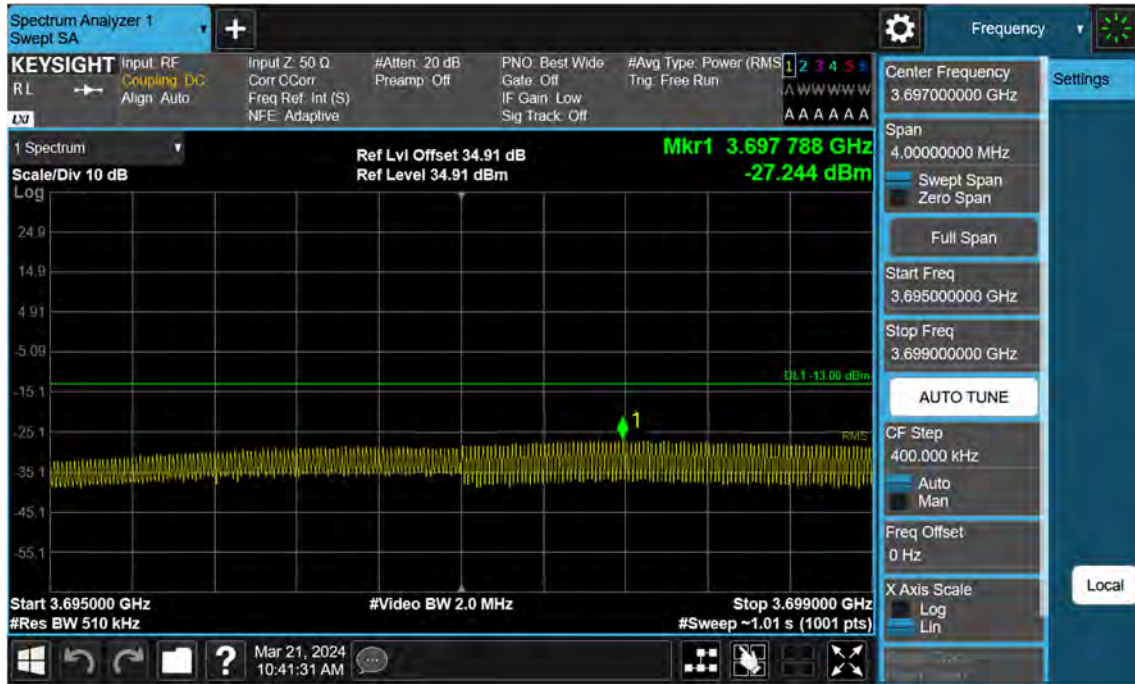 Spectrum Analyzer 1
Swept SA
+
Frequency
KEYSIGHT
RL
LXI
Input: RF
Coupling: DC
Align: Auto
Input Z: 50 Ω
Corr CCorr
Freq Ref: Int (S)
NFE: Adaptive
#Atten: 20 dB
Preamp: Off
PNO: Best Wide
Gate: Off
IF Gain: Low
Sig Track: Off
#Avg Type: Power (RMS
Trig: Free Run
1 2 3 4 5 6
A W W W W W
A A A A A A
1 Spectrum
Scale/Div 10 dB
Ref Lvl Offset 34.91 dB
Ref Level 34.91 dBm
Mkr1 3.697 788 GHz
-27.244 dBm
Log
24.9
14.9
4.91
-5.09
-15.1
-25.1
-35.1
-45.1
-55.1
DL1 -13.00 dBm
1
RMS
Start 3.695000 GHz
#Res BW 510 kHz
#Video BW 2.0 MHz
Stop 3.699000 GHz
#Sweep ~1.01 s (1001 pts)
Center Frequency
3.697000000 GHz
Settings
Span
4.00000000 MHz
Swept Span
Zero Span
Full Span
Start Freq
3.695000000 GHz
Stop Freq
3.699000000 GHz
AUTO TUNE
CF Step
400.000 kHz
Auto
Man
Freq Offset
0 Hz
X Axis Scale
Log
Lin
Local
?
Mar 21, 2024
10:41:31 AM